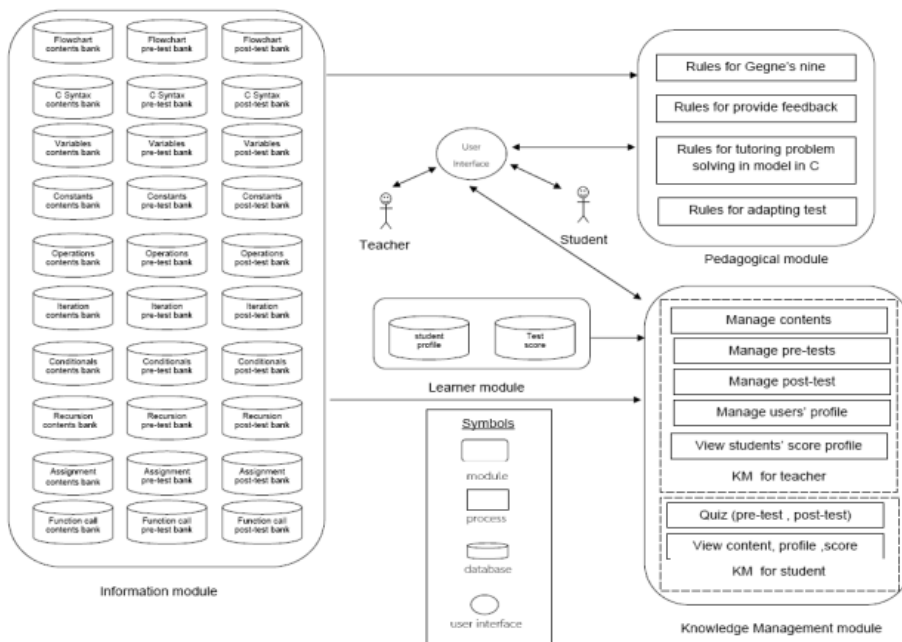 Flowchart
contents bank
Flowchart
pre-test bank
Flowchart
post-test bank
C Syntax
contents bank
C Syntax
pre-test bank
C Syntax
post-test bank
Variables
contents bank
Variables
pre-test bank
Variables
post-test bank
Constants
contents bank
Constants
pre-test bank
Constants
post-test bank
Operations
contents bank
Operations
pre-test bank
Operations
post-test bank
Iteration
contents bank
Iteration
pre-test bank
Iteration
post-test bank
Conditionals
contents bank
Conditionals
pre-test bank
Conditionals
post-test bank
Recursion
contents bank
Recursion
pre-test bank
Recursion
post-test bank
Assignment
contents bank
Assignment
pre-test bank
Assignment
post-test bank
Function call
contents bank
Function call
pre-test bank
Function call
post-test bank
Information module
User
Interface
Teacher
Student
Rules for Gegne's nine
Rules for provide feedback
Rules for tutoring problem
solving in model in C
Rules for adapting test
Pedagogical module
student
profile
Test
score
Learner module
Symbols
module
process
database
user interface
Manage contents
Manage pre-tests
Manage post-test
Manage users' profile
View students' score profile
KM for teacher
Quiz (pre-test , post-test)
View content, profile ,score
KM for student
Knowledge Management module